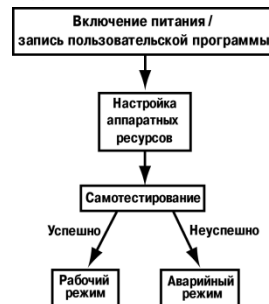 Включение питания /
запись пользовательской программы
Настройка
аппаратных
ресурсов
Самотестирование
Успешно
Неуспешно
Рабочий
режим
Аварийный
режим